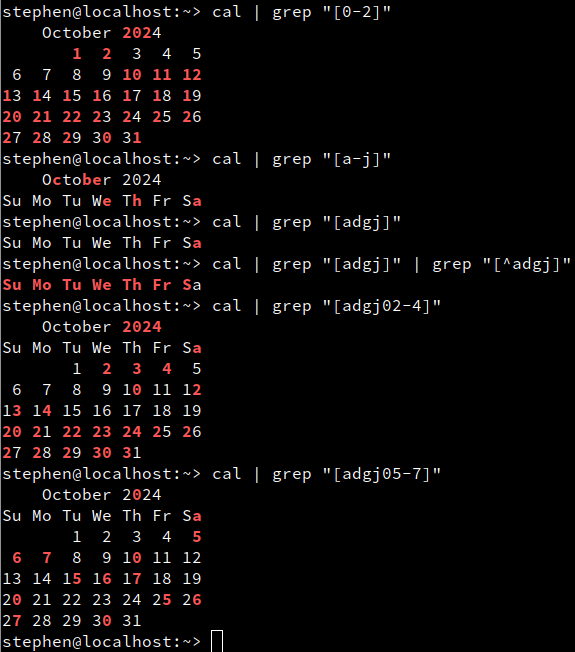 stephen@localhost:~> cal | grep "[0-2]"
    October 2024
       1  2  3  4  5
 6  7  8  9 10 11 12
13 14 15 16 17 18 19
20 21 22 23 24 25 26
27 28 29 30 31
stephen@localhost:~> cal | grep "[a-j]"
    October 2024
Su Mo Tu We Th Fr Sa
stephen@localhost:~> cal | grep "[adgj]"
Su Mo Tu We Th Fr Sa
stephen@localhost:~> cal | grep "[adgj]" | grep "[^adgj]"
Su Mo Tu We Th Fr Sa
stephen@localhost:~> cal | grep "[adgj02-4]"
    October 2024
Su Mo Tu We Th Fr Sa
       1  2  3  4  5
 6  7  8  9 10 11 12
13 14 15 16 17 18 19
20 21 22 23 24 25 26
27 28 29 30 31
stephen@localhost:~> cal | grep "[adgj05-7]"
    October 2024
Su Mo Tu We Th Fr Sa
       1  2  3  4  5
 6  7  8  9 10 11 12
13 14 15 16 17 18 19
20 21 22 23 24 25 26
27 28 29 30 31
stephen@localhost:~>